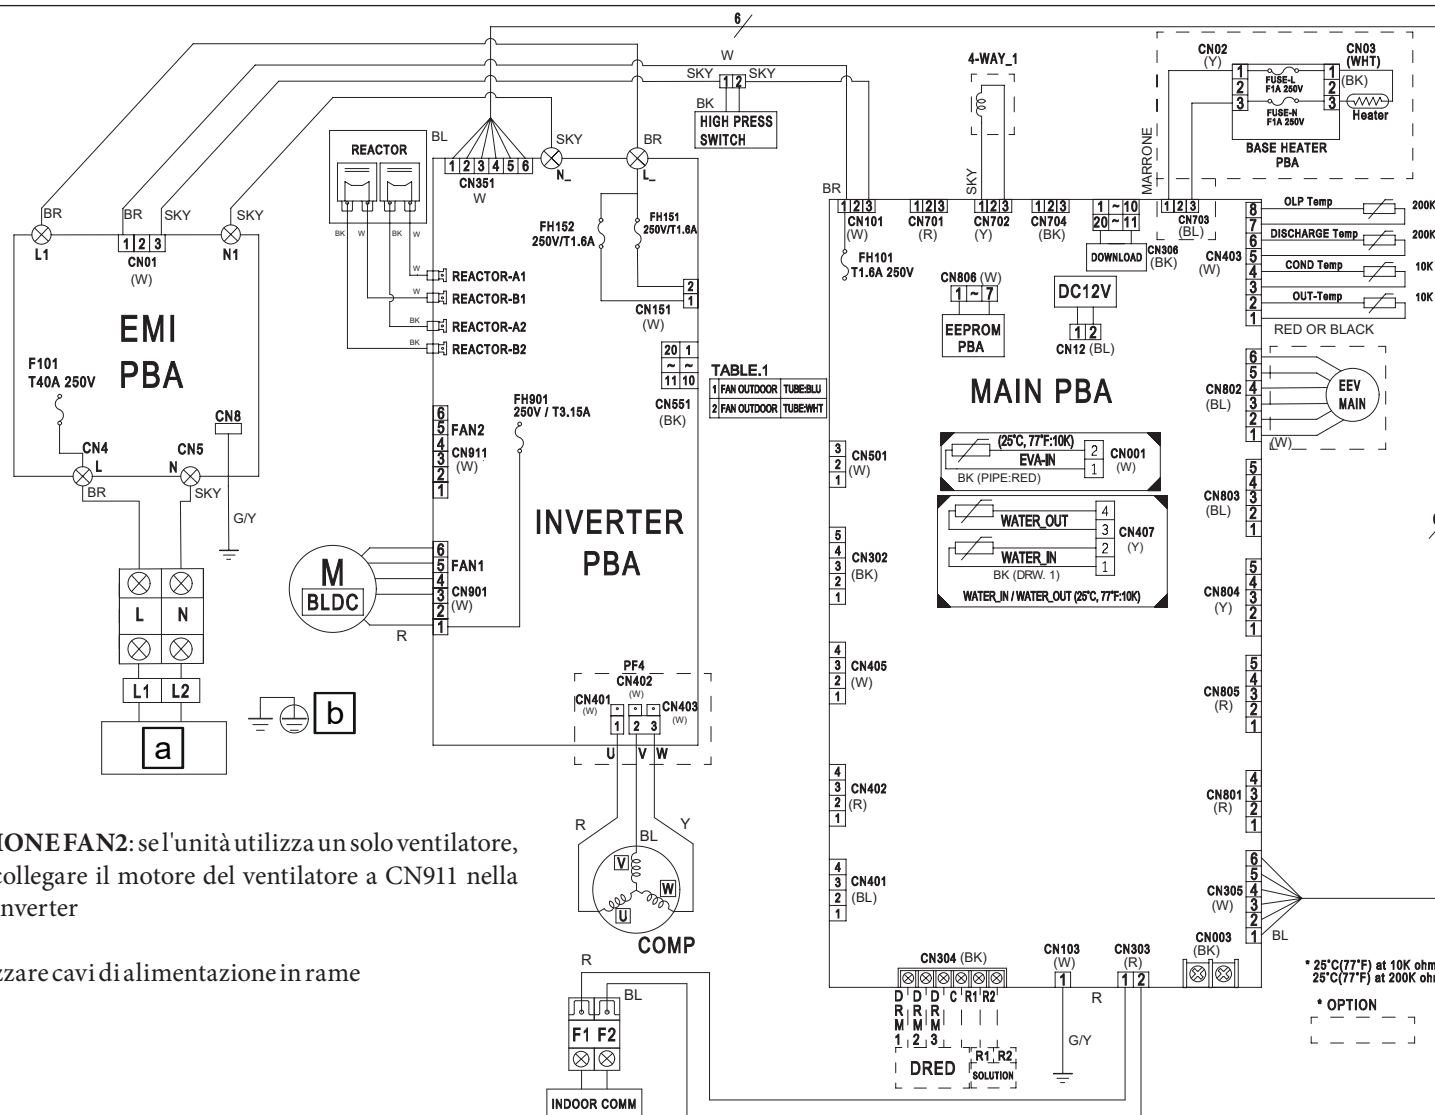 6
W
SKY
SKY
1 2
BK
HIGH PRESS
SWITCH
4-WAY_1
SKY
CN02
(Y)
CN03
(WHT)
(BK)
1
2
3
FUSE-L
F1A 250V
FUSE-N
F1A 250V
1
2
3
Heater
BASE HEATER
PBA
MARRONE
BR
L1
BR
SKY
1 2 3
CN01
(W)
SKY
N1
EMI
PBA
F101
T40A 250V
CN8
CN4
L
CN5
N
BR
SKY
G/Y
L
N
L1
L2
a
b
REACTOR
BK
W
BK
W
BL
1 2 3 4 5 6
CN351
W
SKY
N_
BR
L_
FH152
250V/T1.6A
FH151
250V/T1.6A
W
REACTOR-A1
W
REACTOR-B1
BK
REACTOR-A2
BK
REACTOR-B2
2
1
CN151
(W)
20 1
~ ~
11 10
CN551
(BK)
FH901
250V / T3.15A
6
5
4
3
2
1
FAN2
CN911
(W)
INVERTER
PBA
6
5
4
3
2
1
FAN1
CN901
(W)
M
BLDC
R
PF4
CN401
(W)
CN402
(W)
CN403
(W)
1
2 3
U
V
W
R
BL
Y
V
W
U
COMP
TABLE.1
1 FAN OUTDOOR TUBE:BLU
2 FAN OUTDOOR TUBE:WHT
BR
1 2 3
CN101
(W)
1 2 3
CN701
(R)
1 2 3
CN702
(Y)
1 2 3
CN704
(BK)
1 ~ 10
20 ~ 11
DOWNLOAD
CN306
(BK)
1 2 3
CN703
(BL)
FH101
T1.6A 250V
CN806 (W)
1 ~ 7
EEPROM
PBA
DC12V
1 2
CN12 (BL)
MAIN PBA
8
7
6
5
4
3
2
1
CN403
(W)
OLP Temp
200K
DISCHARGE Temp
200K
COND Temp
10K
OUT-Temp
10K
RED OR BLACK
6
5
4
3
2
1
CN802
(BL)
EEV
MAIN
(W)
(25°C, 77°F:10K)
EVA-IN
BK (PIPE:RED)
2
1
CN001
(W)
WATER_OUT
WATER_IN
BK (DRW. 1)
4
3
2
1
CN407
(Y)
WATER_IN / WATER_OUT (25°C, 77°F:10K)
3
2
1
CN501
(W)
5
4
3
2
1
CN302
(BK)
4
3
2
1
CN405
(W)
4
3
2
1
CN402
(R)
4
3
2
1
CN401
(BL)
5
4
3
2
1
CN803
(BL)
5
4
3
2
1
CN804
(Y)
5
4
3
2
1
CN805
(R)
4
3
2
1
CN801
(R)
6
5
4
3
2
1
CN305
(W)
BL
CN003
(BK)
CN304 (BK)
DRM1
DRM2
DRM3
C
R1
R2
DRED
R1 R2
SOLUTION
CN103
(W)
1
G/Y
CN303
(R)
1 2
R
* 25°C(77°F) at 10K ohm
25°C(77°F) at 200K oh
* OPTION
IONE FAN2: se l'unità utilizza un solo ventilatore,
collegare il motore del ventilatore a CN911 nella
nverter
zzare cavi di alimentazione in rame
R
BL
F1 F2
INDOOR COMM